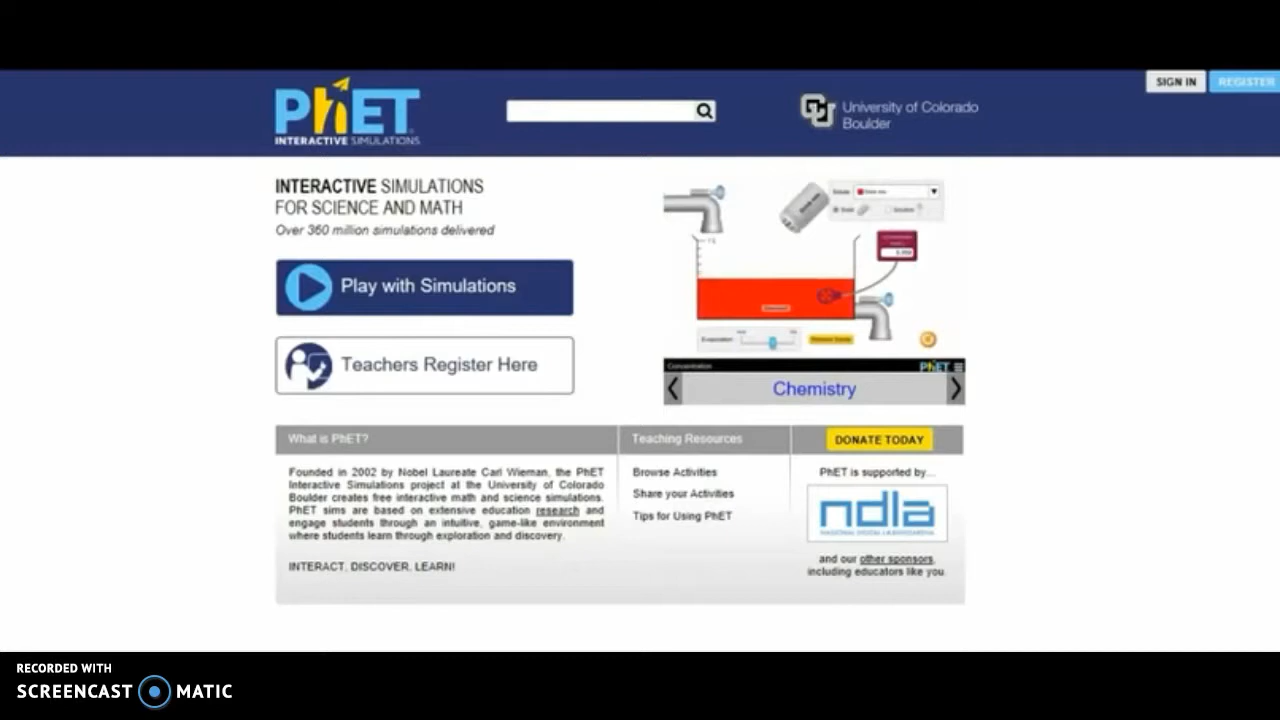 SIGN IN
REGISTER
PhET
INTERACTIVE SIMULATIONS
University of Colorado
Boulder
INTERACTIVE SIMULATIONS
FOR SCIENCE AND MATH
Over 360 million simulations delivered
Play with Simulations
Teachers Register Here
Concentration
PhET
Chemistry
What is PhET?
Founded in 2002 by Nobel Laureate Carl Wieman, the PhET
Interactive Simulations project at the University of Colorado
Boulder creates free interactive math and science simulations.
PhET sims are based on extensive education research and
engage students through an intuitive, game-like environment
where students learn through exploration and discovery.
INTERACT. DISCOVER. LEARN!
Teaching Resources
Browse Activities
Share your Activities
Tips for Using PhET
DONATE TODAY
PhET is supported by...
ndla
and our other sponsors,
including educators like you.
RECORDED WITH
SCREENCAST MATIC